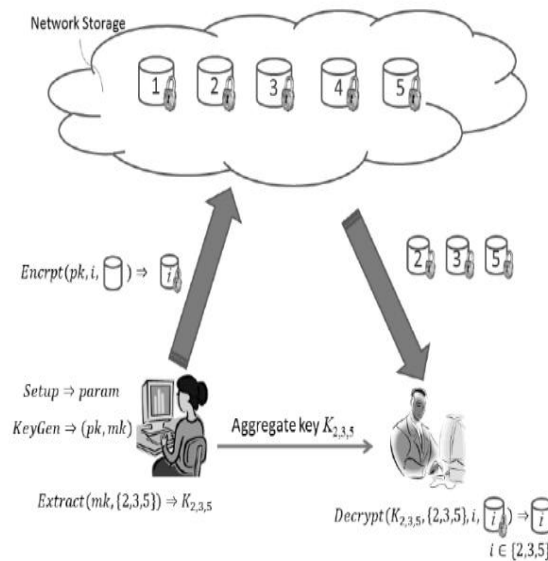 Network Storage
1 2 3 4 5
Encrpt(pk, i, ) ⇒ i
2 3 5
Setup ⇒ param
KeyGen ⇒ (pk, mk)
Aggregate key K2,3,5
Extract(mk, {2,3,5}) ⇒ K2,3,5
Decrypt(K2,3,5, {2,3,5}, i, i) ⇒ i
i ∈ {2,3,5}